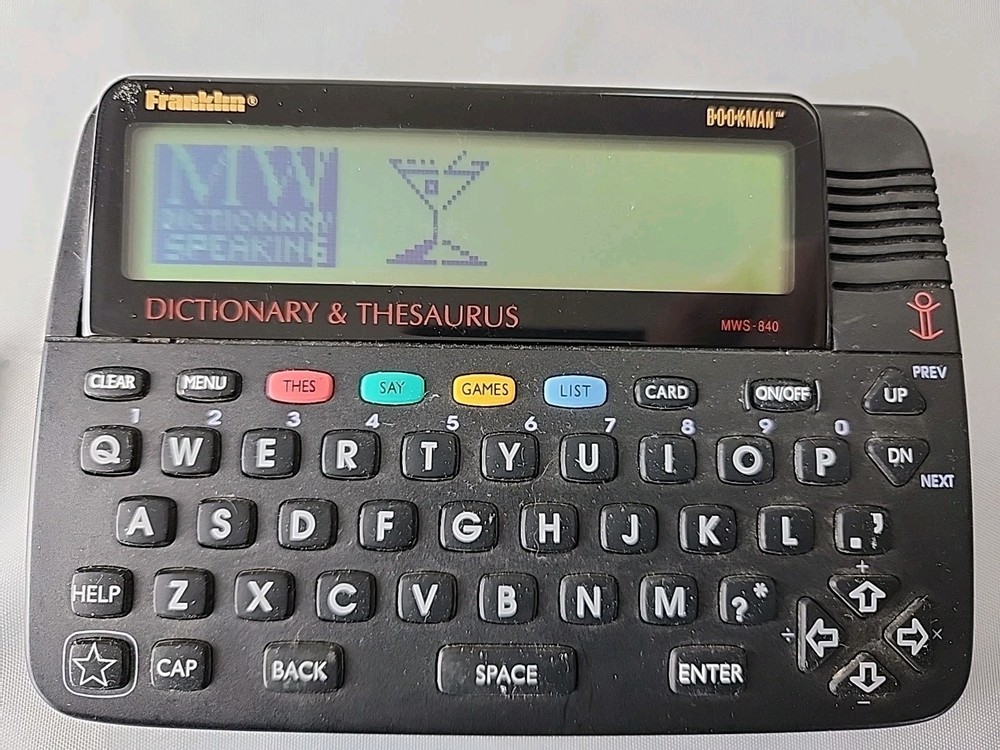 Franklin®
BOOKMAN™
MW
DICTIONARY
SPEAKING
DICTIONARY & THESAURUS
MWS-840
CLEAR MENU THES SAY GAMES LIST CARD ON/OFF UP PREV
1 2 3 4 5 6 7 8 9 0
Q W E R T Y U I O P DN
NEXT
A S D F G H J K L . ’
+
HELP Z X C V B N M ? *
÷ ×
CAP BACK SPACE ENTER
−